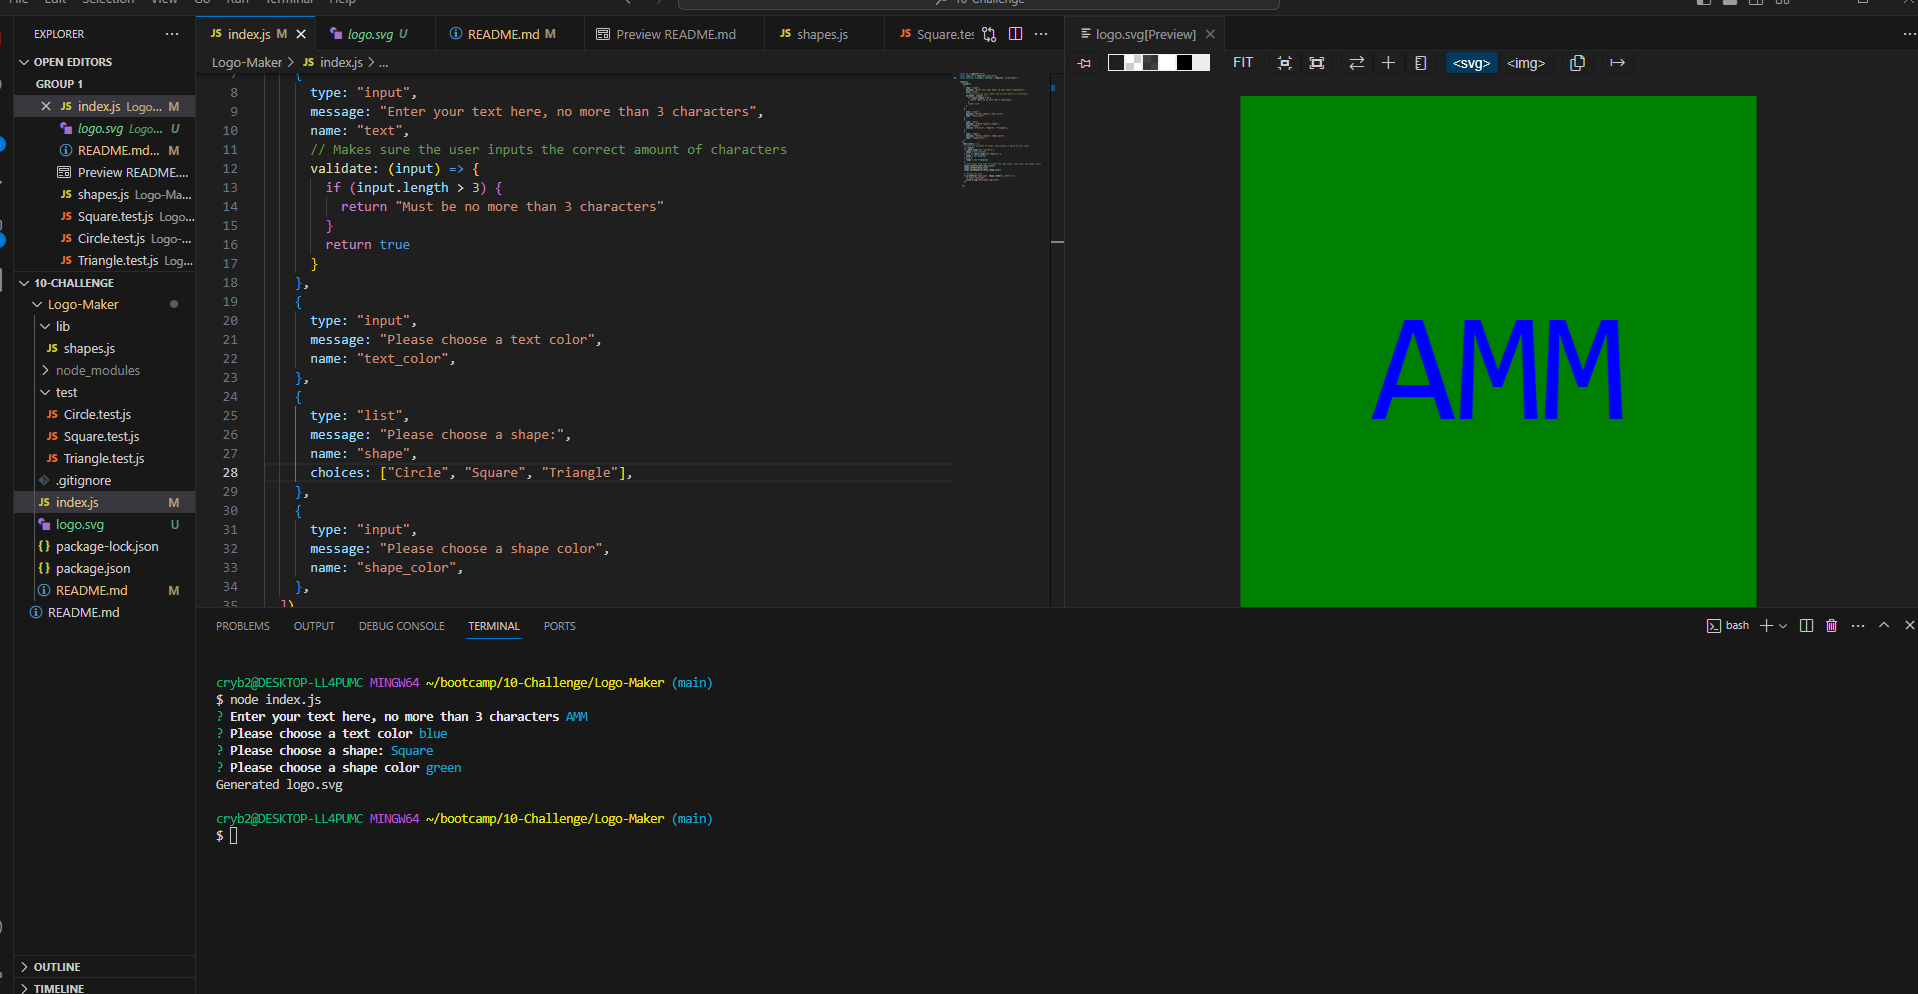 File Edit Selection View Go Run Terminal Help
10-Challenge
EXPLORER
OPEN EDITORS
GROUP 1
JS index.js Logo... M
logo.svg Logo... U
README.md... M
Preview README....
JS shapes.js Logo-Ma...
JS Square.test.js Logo...
JS Circle.test.js Logo-...
JS Triangle.test.js Log...
10-CHALLENGE
Logo-Maker
lib
JS shapes.js
node_modules
test
JS Circle.test.js
JS Square.test.js
JS Triangle.test.js
.gitignore
JS index.js M
logo.svg U
{} package-lock.json
{} package.json
README.md M
README.md
OUTLINE
TIMELINE
JS index.js M
logo.svg U
README.md M
Preview README.md
JS shapes.js
JS Square.tes
Logo-Maker > JS index.js > ...
7 {
8 type: "input",
9 message: "Enter your text here, no more than 3 characters",
10 name: "text",
11 // Makes sure the user inputs the correct amount of characters
12 validate: (input) => {
13 if (input.length > 3) {
14 return "Must be no more than 3 characters"
15 }
16 return true
17 }
18 },
19 {
20 type: "input",
21 message: "Please choose a text color",
22 name: "text_color",
23 },
24 {
25 type: "list",
26 message: "Please choose a shape:",
27 name: "shape",
28 choices: ["Circle", "Square", "Triangle"],
29 },
30 {
31 type: "input",
32 message: "Please choose a shape color",
33 name: "shape_color",
34 },
35 ])
logo.svg[Preview]
FIT
<svg>
<img>
AMM
PROBLEMS OUTPUT DEBUG CONSOLE TERMINAL PORTS
bash
cryb2@DESKTOP-LL4PUMC MINGW64 ~/bootcamp/10-Challenge/Logo-Maker (main)
$ node index.js
? Enter your text here, no more than 3 characters AMM
? Please choose a text color blue
? Please choose a shape: Square
? Please choose a shape color green
Generated logo.svg
cryb2@DESKTOP-LL4PUMC MINGW64 ~/bootcamp/10-Challenge/Logo-Maker (main)
$